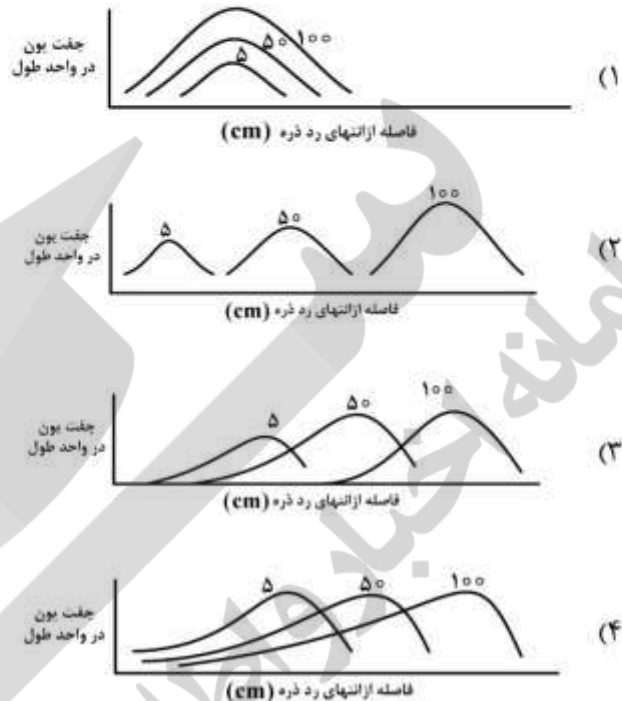 جفت یون
در واحد طول
۵ ۵۰ ۱۰۰
فاصله ازانتهای رد ذره (cm)
(۱
جفت یون
در واحد طول
۵ ۵۰ ۱۰۰
فاصله ازانتهای رد ذره (cm)
(۲
جفت یون
در واحد طول
۵ ۵۰ ۱۰۰
فاصله ازانتهای رد ذره (cm)
(۳
جفت یون
در واحد طول
۵ ۵۰ ۱۰۰
فاصله ازانتهای رد ذره (cm)
(۴